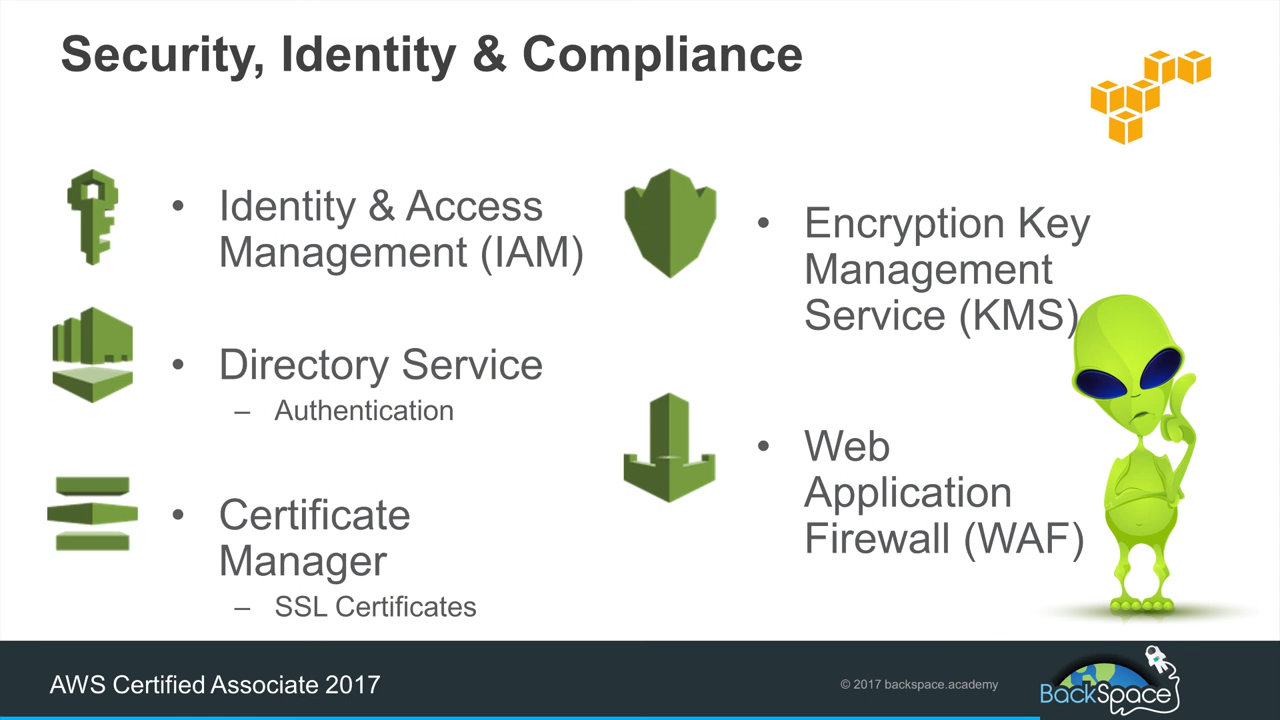 Security, Identity & Compliance
• Identity & Access
Management (IAM)
• Directory Service
– Authentication
• Certificate
Manager
– SSL Certificates
• Encryption Key
Management
Service (KMS)
• Web
Application
Firewall (WAF)
AWS Certified Associate 2017
© 2017 backspace.academy
BackSpace